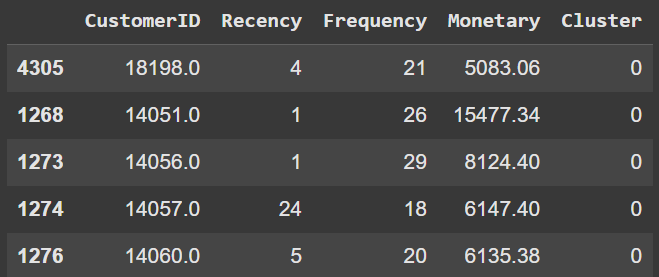 CustomerID Recency Frequency Monetary Cluster
4305 18198.0 4 21 5083.06 0
1268 14051.0 1 26 15477.34 0
1273 14056.0 1 29 8124.40 0
1274 14057.0 24 18 6147.40 0
1276 14060.0 5 20 6135.38 0